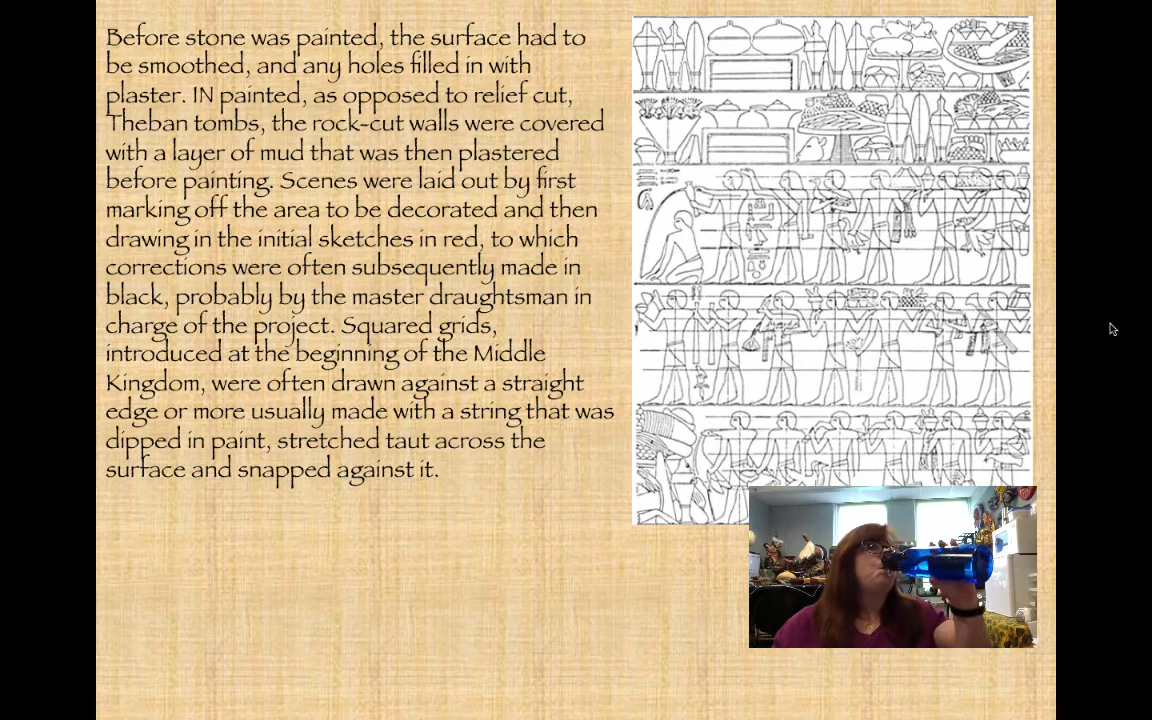 Before stone was painted, the surface had to
be smoothed, and any holes filled in with
plaster. IN painted, as opposed to relief cut,
Theban tombs, the rock-cut walls were covered
with a layer of mud that was then plastered
before painting. Scenes were laid out by first
marking off the area to be decorated and then
drawing in the initial sketches in red, to which
corrections were often subsequently made in
black, probably by the master draughtsman in
charge of the project. Squared grids,
introduced at the beginning of the Middle
Kingdom, were often drawn against a straight
edge or more usually made with a string that was
dipped in paint, stretched taut across the
surface and snapped against it.